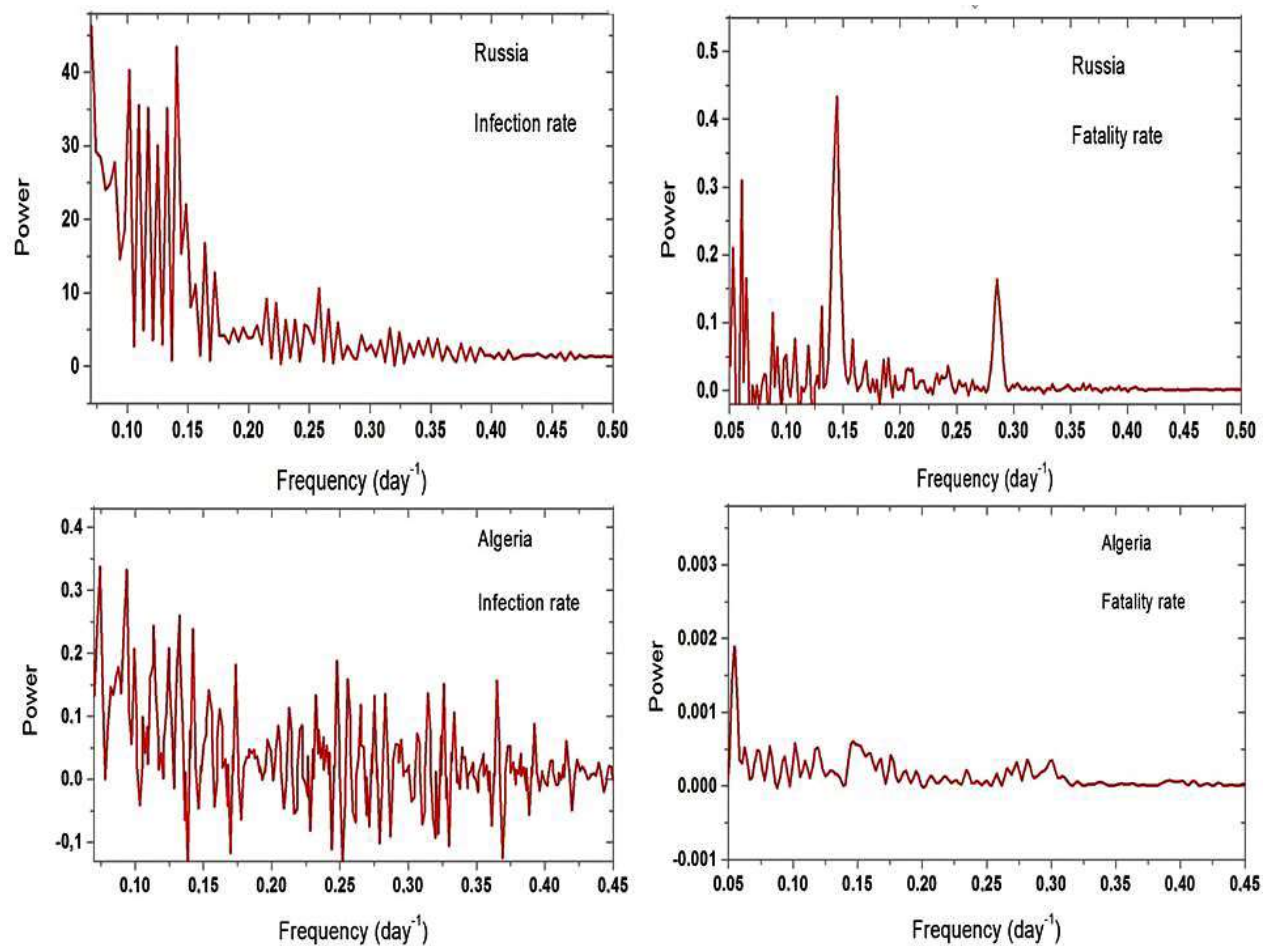 Russia
Infection rate
Power
40
30
20
10
0
0.10 0.15 0.20 0.25 0.30 0.35 0.40 0.45 0.50
Frequency (day-1)
Russia
Fatality rate
Power
0.5
0.4
0.3
0.2
0.1
0.0
0.05 0.10 0.15 0.20 0.25 0.30 0.35 0.40 0.45 0.50
Frequency (day-1)
Algeria
Infection rate
Power
0.4
0.3
0.2
0.1
0.0
-0,1
0.10 0.15 0.20 0.25 0.30 0.35 0.40 0.45
Frequency (day-1)
Algeria
Fatality rate
Power
0.003
0.002
0.001
0.000
-0.001
0.05 0.10 0.15 0.20 0.25 0.30 0.35 0.40 0.45
Frequency (day-1)